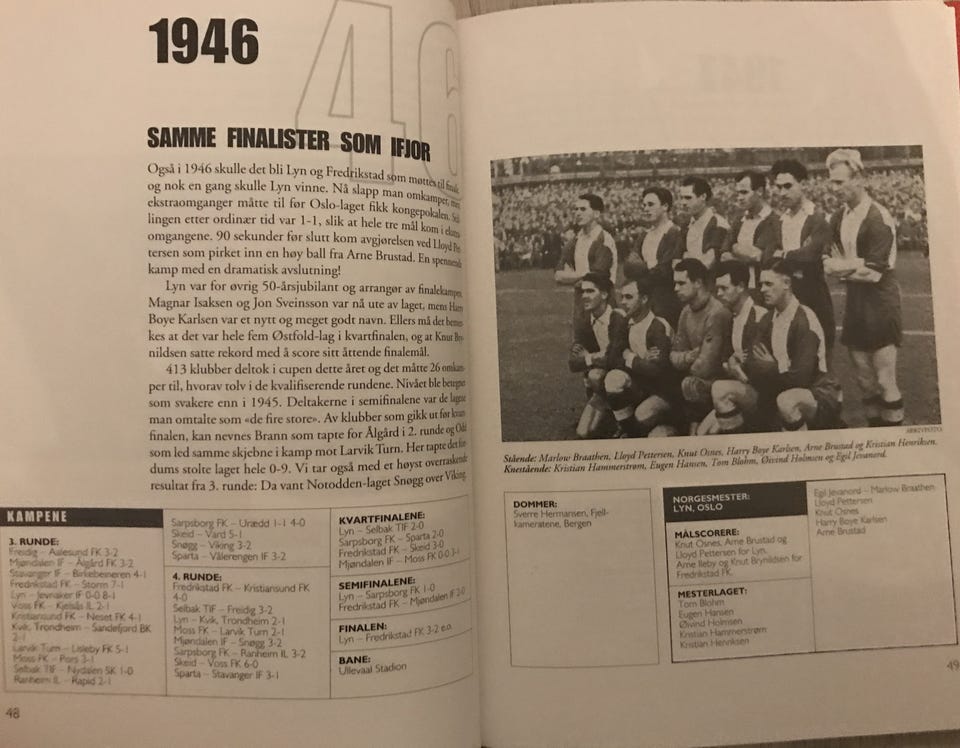 1946
46
SAMME FINALISTER SOM IFJOR
Også i 1946 skulle det bli Lyn og Fredrikstad som møttes til finale,
og nok en gang skulle Lyn vinne. Nå slapp man omkamper, men
ekstraomganger måtte til før Oslo-laget fikk kongepokalen. Stil-
lingen etter ordinær tid var 1-1, slik at hele tre mål kom i ekstra-
omgangene. 90 sekunder før slutt kom avgjørelsen ved Lloyd Pet-
tersen som pirket inn en høy ball fra Arne Brustad. En spennende
kamp med en dramatisk avslutning!
Lyn var for øvrig 50-årsjubilant og arrangør av finalekampen.
Magnar Isaksen og Jon Sveinsson var nå ute av laget, mens Harry
Boye Karlsen var et nytt og meget godt navn. Ellers må det bemer-
kes at det var hele fem Østfold-lag i kvartfinalen, og at Knut Bry-
nildsen satte rekord med å score sitt åttende finalemål.
413 klubber deltok i cupen dette året og det måtte 26 omkam-
per til, hvorav tolv i de kvalifiserende rundene. Nivået ble betegnet
som svakere enn i 1945. Deltakerne i semifinalene var de lagene
man omtalte som «de fire store». Av klubber som gikk ut før kvart-
finalen, kan nevnes Brann som tapte for Ålgård i 2. runde og Odd
som led samme skjebne i kamp mot Larvik Turn. Her tapte det for-
dums stolte laget hele 0-9. Vi tar også med et høyst overraskende
resultat fra 3. runde: Da vant Notodden-laget Snøgg over Viking.
KAMPENE
3. RUNDE:
Freidig – Aalesund FK 3-2
Mjøndalen IF – Ålgård FK 3-2
Stavanger IF – Birkebeineren 4-1
Fredrikstad FK – Storm 7-1
Lyn – Jevnaker IF 0-0 8-1
Voss FK – Kjelsås IL 2-1
Kristiansund FK – Neset FK 4-1
Kvik, Trondheim – Sandefjord BK
2-1
Larvik Turn – Lisleby FK 5-1
Moss FK – Pors 3-1
Selbak TIF – Nydalen SK 1-0
Ranheim IL – Rapid 2-1
Sarpsborg FK – Urædd 1-1 4-0
Skeid – Vard 5-1
Snøgg – Viking 3-2
Sparta – Vålerengen IF 3-2
4. RUNDE:
Fredrikstad FK – Kristiansund FK
4-0
Selbak TIF – Freidig 3-2
Lyn – Kvik, Trondheim 2-1
Moss FK – Larvik Turn 2-1
Mjøndalen IF – Snøgg 3-2
Sarpsborg FK – Ranheim IL 3-2
Skeid – Voss FK 6-0
Sparta – Stavanger IF 3-1
KVARTFINALENE:
Lyn – Selbak TIF 2-0
Sarpsborg FK – Sparta 2-0
Fredrikstad FK – Skeid 3-0
Mjøndalen IF – Moss FK 0-0 3-1
SEMIFINALENE:
Lyn – Sarpsborg FK 1-0
Fredrikstad FK – Mjøndalen IF 2-0
FINALEN:
Lyn – Fredrikstad FK 3-2 e.o.
BANE:
Ullevaal Stadion
48
ARKIVFOTO
Stående: Marlow Braathen, Lloyd Pettersen, Knut Osnes, Harry Boye Karlsen, Arne Brustad og Kristian Henriksen.
Knestående: Kristian Hammerstrøm, Eugen Hansen, Tom Blohm, Øivind Holmsen og Egil Jevanord.
DOMMER:
Sverre Hermansen, Fjell-
kameratene, Bergen
NORGESMESTER:
LYN, OSLO
MÅLSCORERE:
Knut Osnes, Arne Brustad og
Lloyd Pettersen for Lyn.
Arne Ileby og Knut Brynildsen for
Fredrikstad FK.
MESTERLAGET:
Tom Blohm
Eugen Hansen
Øivind Holmsen
Kristian Hammerstrøm
Kristian Henriksen
Egil Jevanord – Marlow Braathen
Lloyd Pettersen
Knut Osnes
Harry Boye Karlsen
Arne Brustad
49